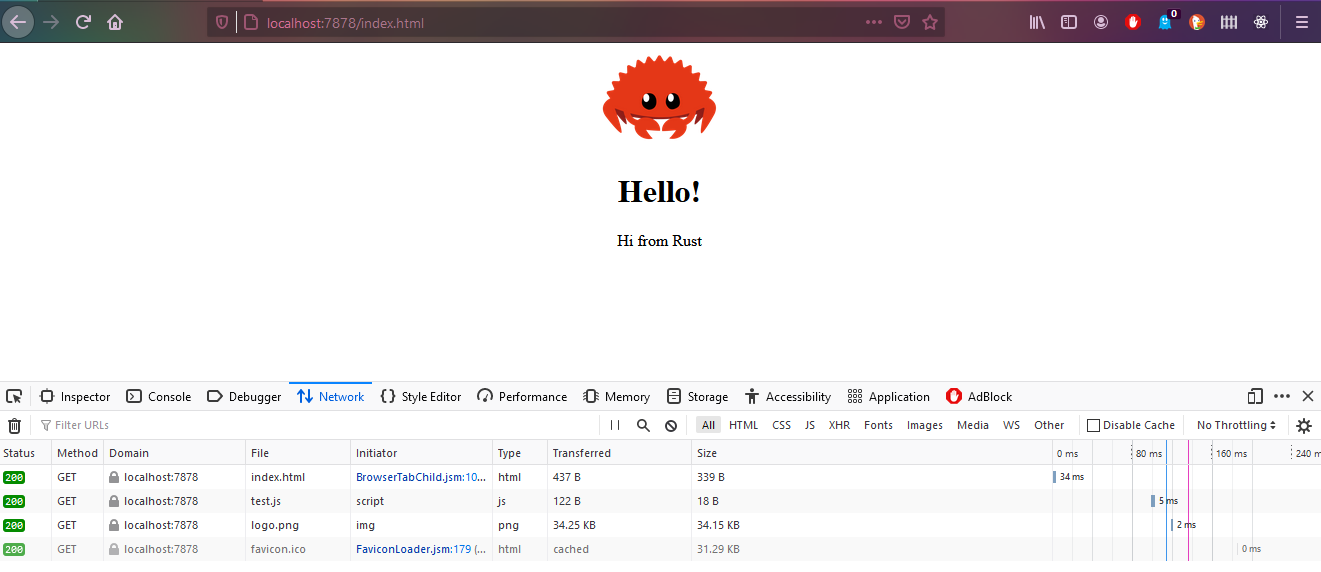 localhost:7878/index.html
0
Hello!
Hi from Rust
Inspector Console Debugger Network Style Editor Performance Memory Storage Accessibility Application AdBlock
Filter URLs All HTML CSS JS XHR Fonts Images Media WS Other Disable Cache No Throttling
Status Method Domain File Initiator Type Transferred Size 0 ms 80 ms 160 ms 240 m
200 GET localhost:7878 index.html BrowserTabChild.jsm:10... html 437 B 339 B 34 ms
200 GET localhost:7878 test.js script js 122 B 18 B 5 ms
200 GET localhost:7878 logo.png img png 34.25 KB 34.15 KB 2 ms
200 GET localhost:7878 favicon.ico FaviconLoader.jsm:179 (... html cached 31.29 KB 0 ms